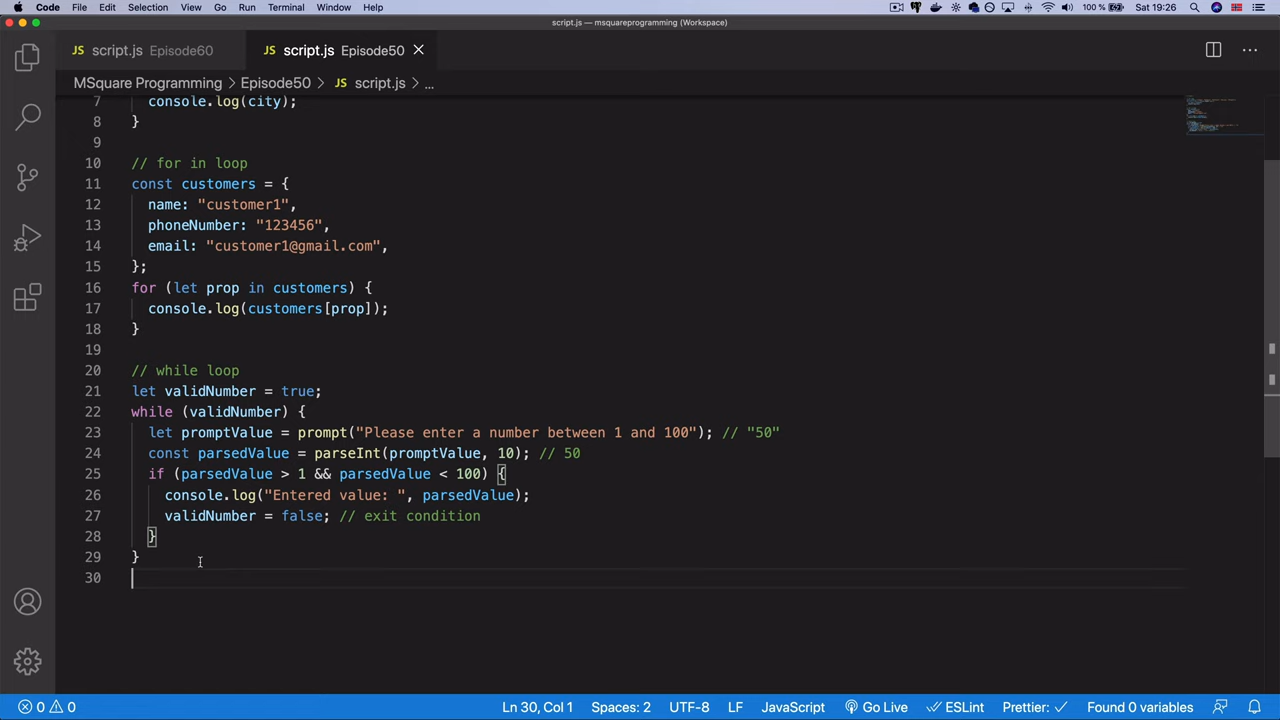 Code File Edit Selection View Go Run Terminal Window Help 100 % Sat 19:26
script.js — msquareprogramming (Workspace)
JS script.js Episode60 JS script.js Episode50
MSquare Programming > Episode50 > JS script.js > ...
7 console.log(city);
8 }
9
10 // for in loop
11 const customers = {
12 name: "customer1",
13 phoneNumber: "123456",
14 email: "customer1@gmail.com",
15 };
16 for (let prop in customers) {
17 console.log(customers[prop]);
18 }
19
20 // while loop
21 let validNumber = true;
22 while (validNumber) {
23 let promptValue = prompt("Please enter a number between 1 and 100"); // "50"
24 const parsedValue = parseInt(promptValue, 10); // 50
25 if (parsedValue > 1 && parsedValue < 100) {
26 console.log("Entered value: ", parsedValue);
27 validNumber = false; // exit condition
28 }
29 }
30
0 0 Ln 30, Col 1 Spaces: 2 UTF-8 LF JavaScript Go Live ESLint Prettier: ✓ Found 0 variables